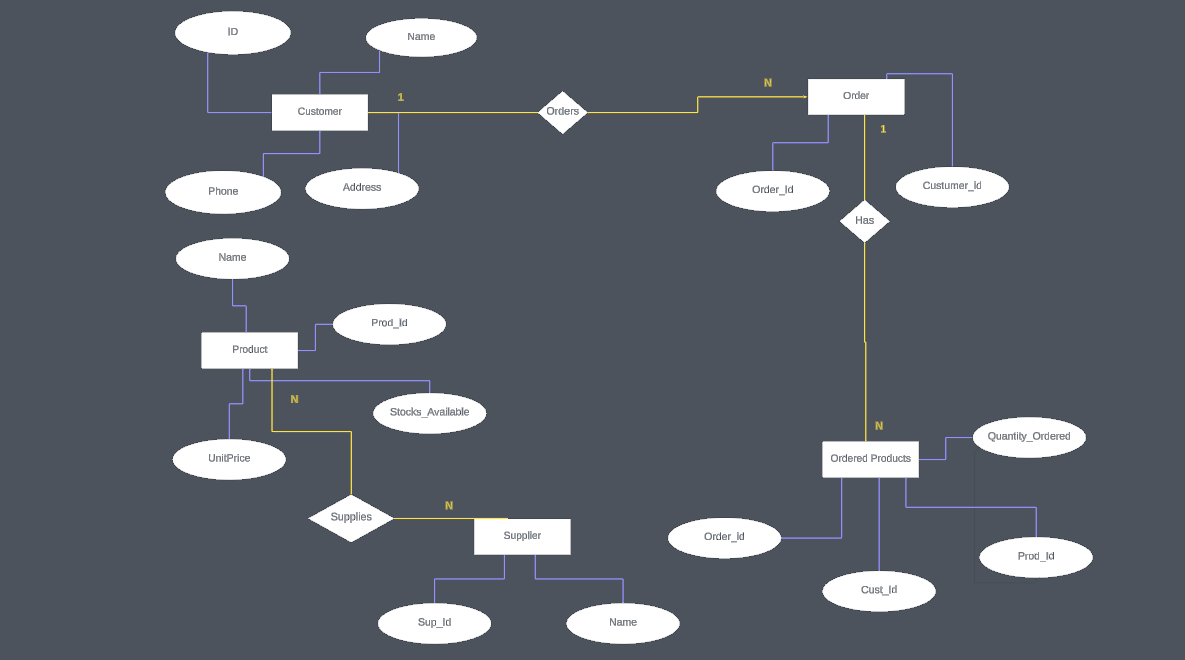 ID
Name
Customer
1
Orders
N
Order
1
Phone
Address
Order_Id
Custumer_id
Has
Name
Prod_Id
Product
N
Stocks_Available
UnitPrice
N
Ordered Products
Quantity_Ordered
Supplies
N
Supplier
Order_id
Prod_Id
Cust_Id
Sup_Id
Name